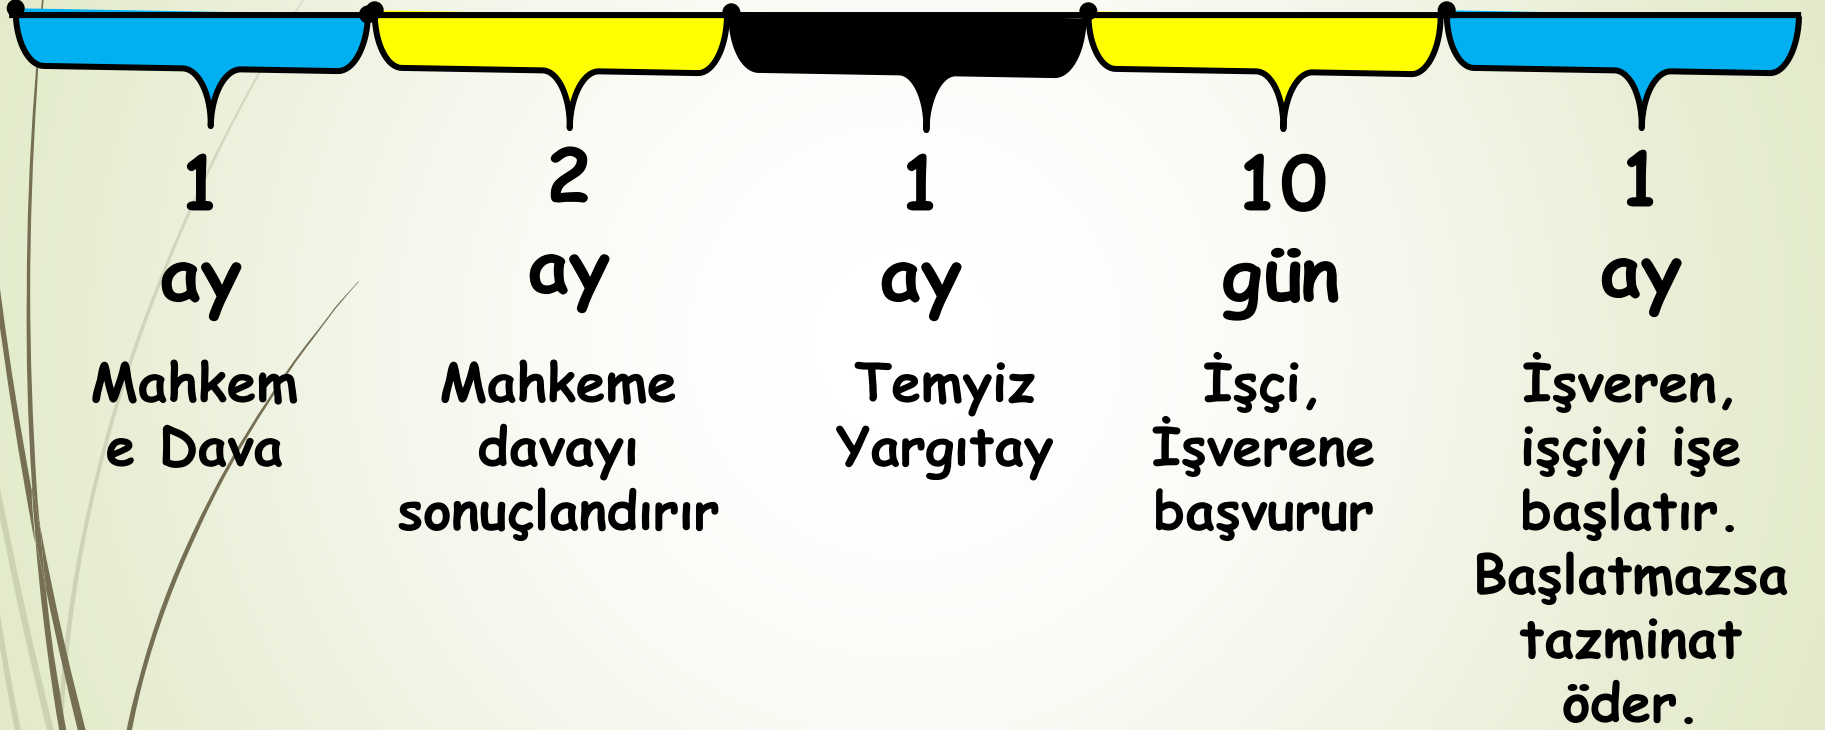 1
ay
Mahkem
e Dava
2
ay
Mahkeme
davayı
sonuçlandırır
1
ay
Temyiz
Yargıtay
10
gün
İşçi,
İşverene
başvurur
1
ay
İşveren,
işçiyi işe
başlatır.
Başlatmazsa
tazminat
öder.